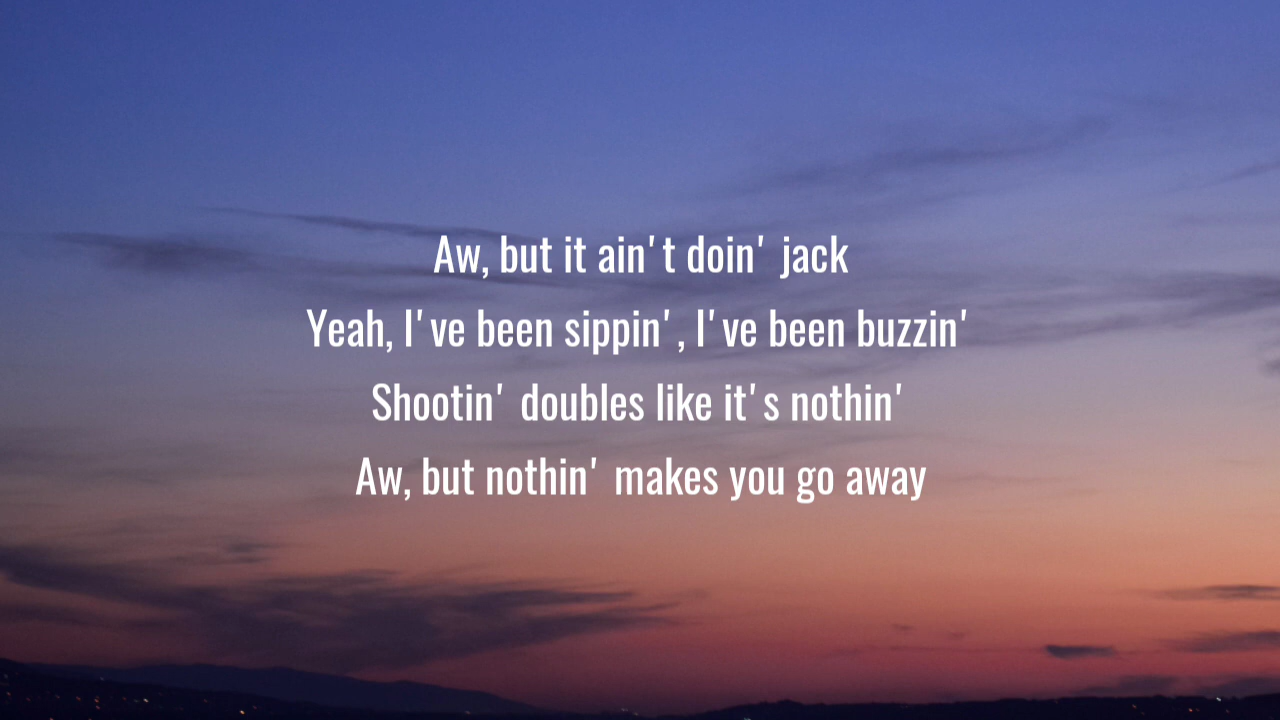 Aw, but it ain't doin' jack
Yeah, I've been sippin', I've been buzzin'
Shootin' doubles like it's nothin'
Aw, but nothin' makes you go away